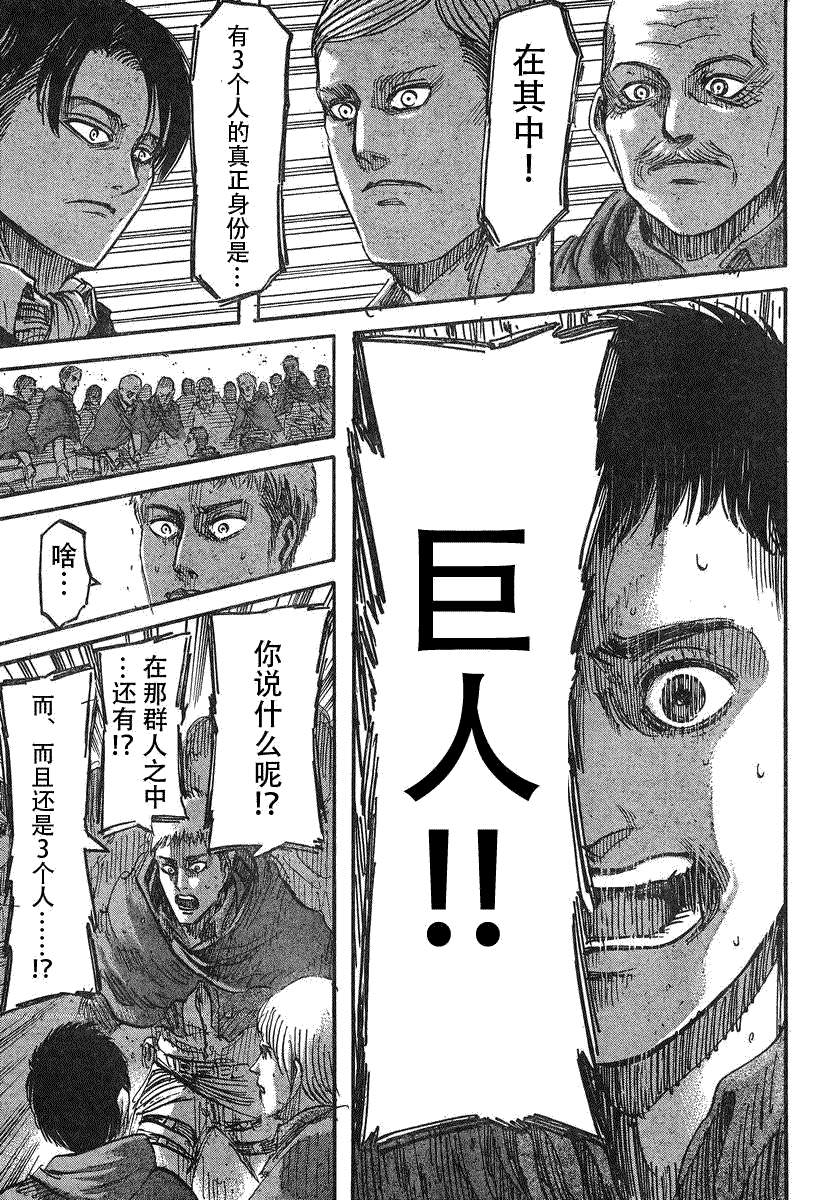 在其中！
有3个人的真正身份是…
巨人!!
啥…
你说什么呢!?
在那群人之中
…还有!?
而、而且还是3个人……!?